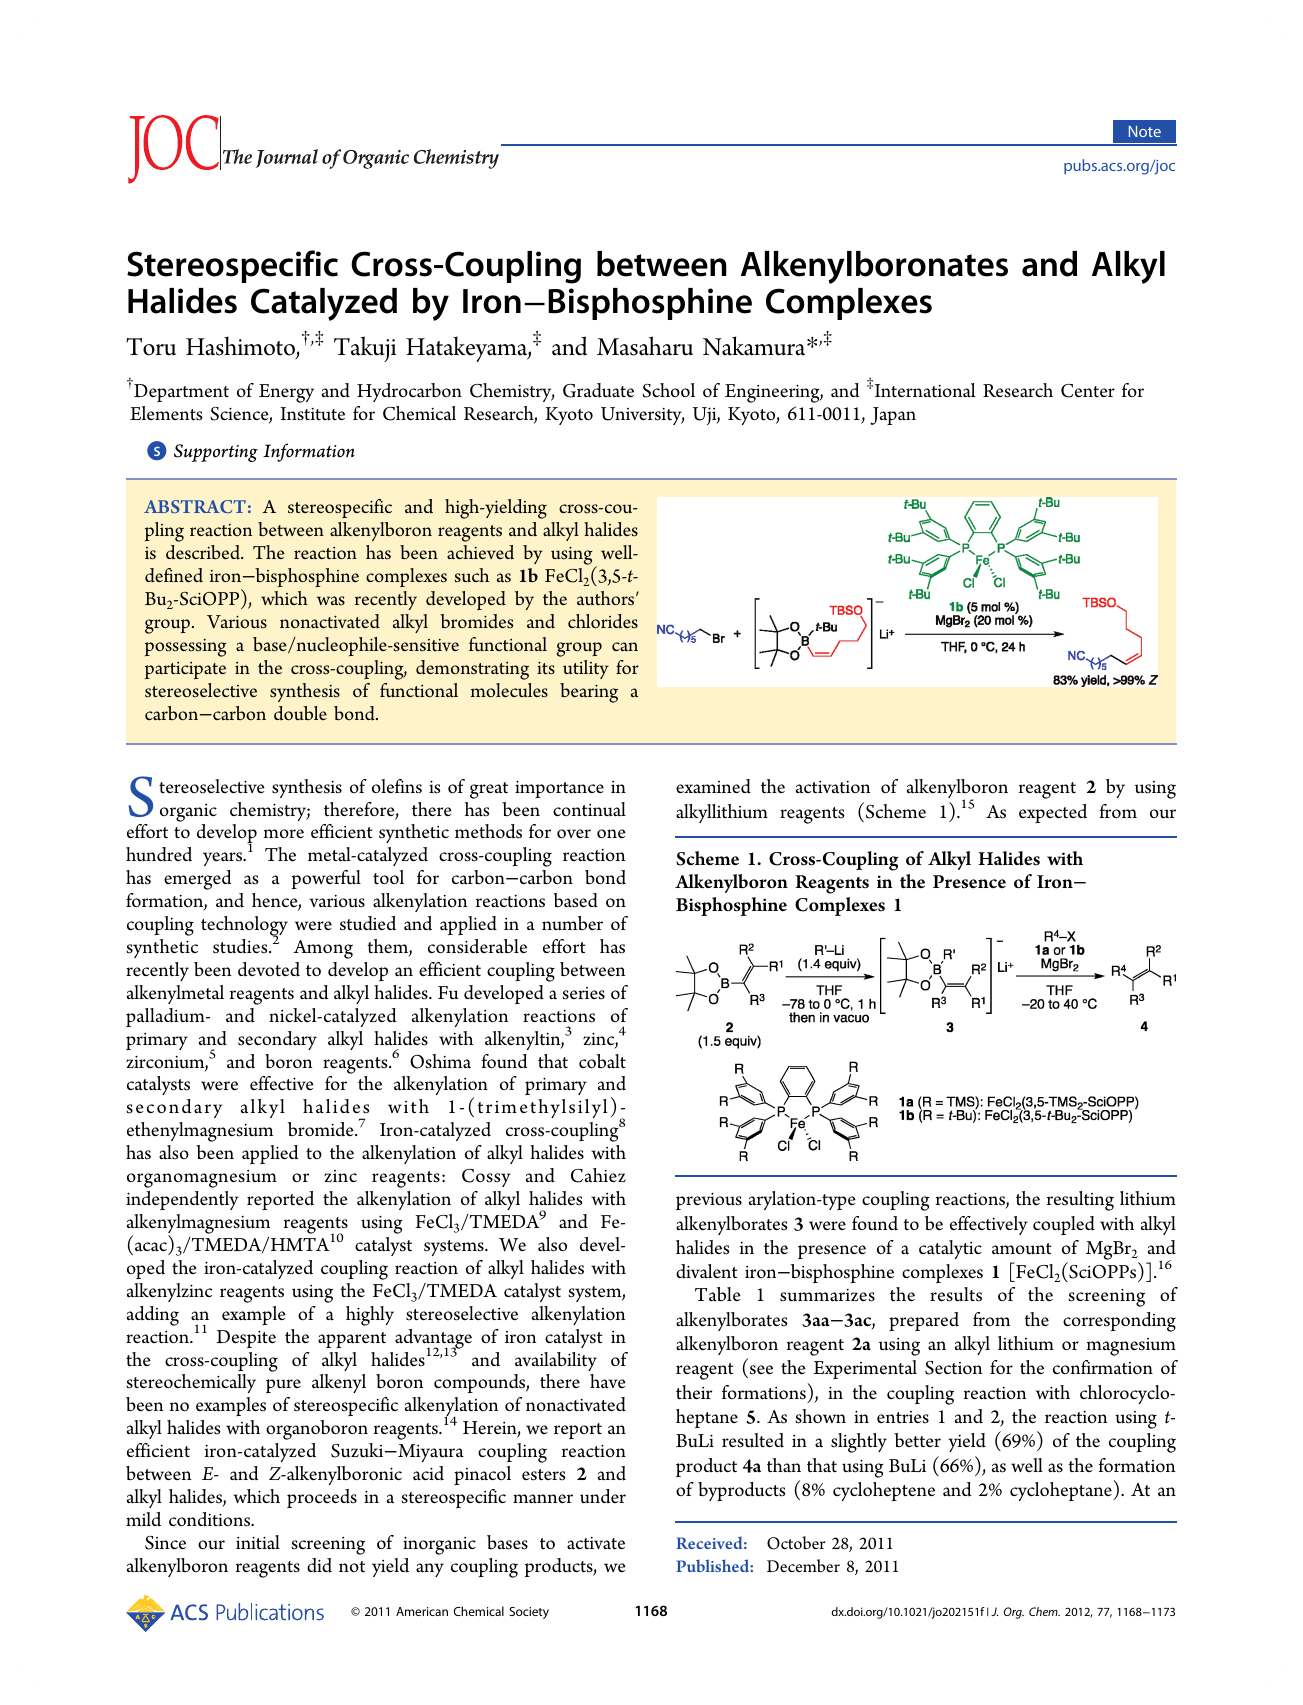 JOC The Journal of Organic Chemistry
Note
pubs.acs.org/joc
Stereospecific Cross-Coupling between Alkenylboronates and Alkyl
Halides Catalyzed by Iron−Bisphosphine Complexes
Toru Hashimoto,†,‡ Takuji Hatakeyama,‡ and Masaharu Nakamura*,‡
†Department of Energy and Hydrocarbon Chemistry, Graduate School of Engineering, and ‡International Research Center for
Elements Science, Institute for Chemical Research, Kyoto University, Uji, Kyoto, 611-0011, Japan
S Supporting Information
ABSTRACT: A stereospecific and high-yielding cross-cou-
pling reaction between alkenylboron reagents and alkyl halides
is described. The reaction has been achieved by using well-
defined iron−bisphosphine complexes such as 1b FeCl2(3,5-t-
Bu2-SciOPP), which was recently developed by the authors′
group. Various nonactivated alkyl bromides and chlorides
possessing a base/nucleophile-sensitive functional group can
participate in the cross-coupling, demonstrating its utility for
stereoselective synthesis of functional molecules bearing a
carbon−carbon double bond.
t-Bu t-Bu
t-Bu t-Bu
P P
t-Bu Fe t-Bu
Cl Cl
t-Bu t-Bu
NC 5 Br + O O B t-Bu TBSO − Li+
1b (5 mol %)
MgBr2 (20 mol %)
THF, 0 °C, 24 h
TBSO
NC 5
83% yield, >99% Z
Stereoselective synthesis of olefins is of great importance in
organic chemistry; therefore, there has been continual
effort to develop more efficient synthetic methods for over one
hundred years.1 The metal-catalyzed cross-coupling reaction
has emerged as a powerful tool for carbon−carbon bond
formation, and hence, various alkenylation reactions based on
coupling technology were studied and applied in a number of
synthetic studies.2 Among them, considerable effort has
recently been devoted to develop an efficient coupling between
alkenylmetal reagents and alkyl halides. Fu developed a series of
palladium- and nickel-catalyzed alkenylation reactions of
primary and secondary alkyl halides with alkenyltin,3 zinc,4
zirconium,5 and boron reagents.6 Oshima found that cobalt
catalysts were effective for the alkenylation of primary and
secondary alkyl halides with 1-(trimethylsilyl)-
ethenylmagnesium bromide.7 Iron-catalyzed cross-coupling8
has also been applied to the alkenylation of alkyl halides with
organomagnesium or zinc reagents: Cossy and Cahiez
independently reported the alkenylation of alkyl halides with
alkenylmagnesium reagents using FeCl3/TMEDA9 and Fe-
(acac)3/TMEDA/HMTA10 catalyst systems. We also devel-
oped the iron-catalyzed coupling reaction of alkyl halides with
alkenylzinc reagents using the FeCl3/TMEDA catalyst system,
adding an example of a highly stereoselective alkenylation
reaction.11 Despite the apparent advantage of iron catalyst in
the cross-coupling of alkyl halides12,13 and availability of
stereochemically pure alkenyl boron compounds, there have
been no examples of stereospecific alkenylation of nonactivated
alkyl halides with organoboron reagents.14 Herein, we report an
efficient iron-catalyzed Suzuki−Miyaura coupling reaction
between E- and Z-alkenylboronic acid pinacol esters 2 and
alkyl halides, which proceeds in a stereospecific manner under
mild conditions.
Since our initial screening of inorganic bases to activate
alkenylboron reagents did not yield any coupling products, we
examined the activation of alkenylboron reagent 2 by using
alkyllithium reagents (Scheme 1).15 As expected from our
Scheme 1. Cross-Coupling of Alkyl Halides with
Alkenylboron Reagents in the Presence of Iron−
Bisphosphine Complexes 1
O O B R2 R1 R3
2
(1.5 equiv)
R'–Li
(1.4 equiv)
THF
−78 to 0 °C, 1 h
then in vacuo
O O B R' R2 R3 R1 − Li+
3
R4–X
1a or 1b
MgBr2
THF
−20 to 40 °C
R4 R2 R1 R3
4
R R
R R
P P
R Fe R
Cl Cl
R R
1a (R = TMS): FeCl2(3,5-TMS2-SciOPP)
1b (R = t-Bu): FeCl2(3,5-t-Bu2-SciOPP)
previous arylation-type coupling reactions, the resulting lithium
alkenylborates 3 were found to be effectively coupled with alkyl
halides in the presence of a catalytic amount of MgBr2 and
divalent iron−bisphosphine complexes 1 [FeCl2(SciOPPs)].16
Table 1 summarizes the results of the screening of
alkenylborates 3aa−3ac, prepared from the corresponding
alkenylboron reagent 2a using an alkyl lithium or magnesium
reagent (see the Experimental Section for the confirmation of
their formations), in the coupling reaction with chlorocyclo-
heptane 5. As shown in entries 1 and 2, the reaction using t-
BuLi resulted in a slightly better yield (69%) of the coupling
product 4a than that using BuLi (66%), as well as the formation
of byproducts (8% cycloheptene and 2% cycloheptane). At an
Received: October 28, 2011
Published: December 8, 2011
ACS Publications
© 2011 American Chemical Society
1168
dx.doi.org/10.1021/jo202151f | J. Org. Chem. 2012, 77, 1168−1173